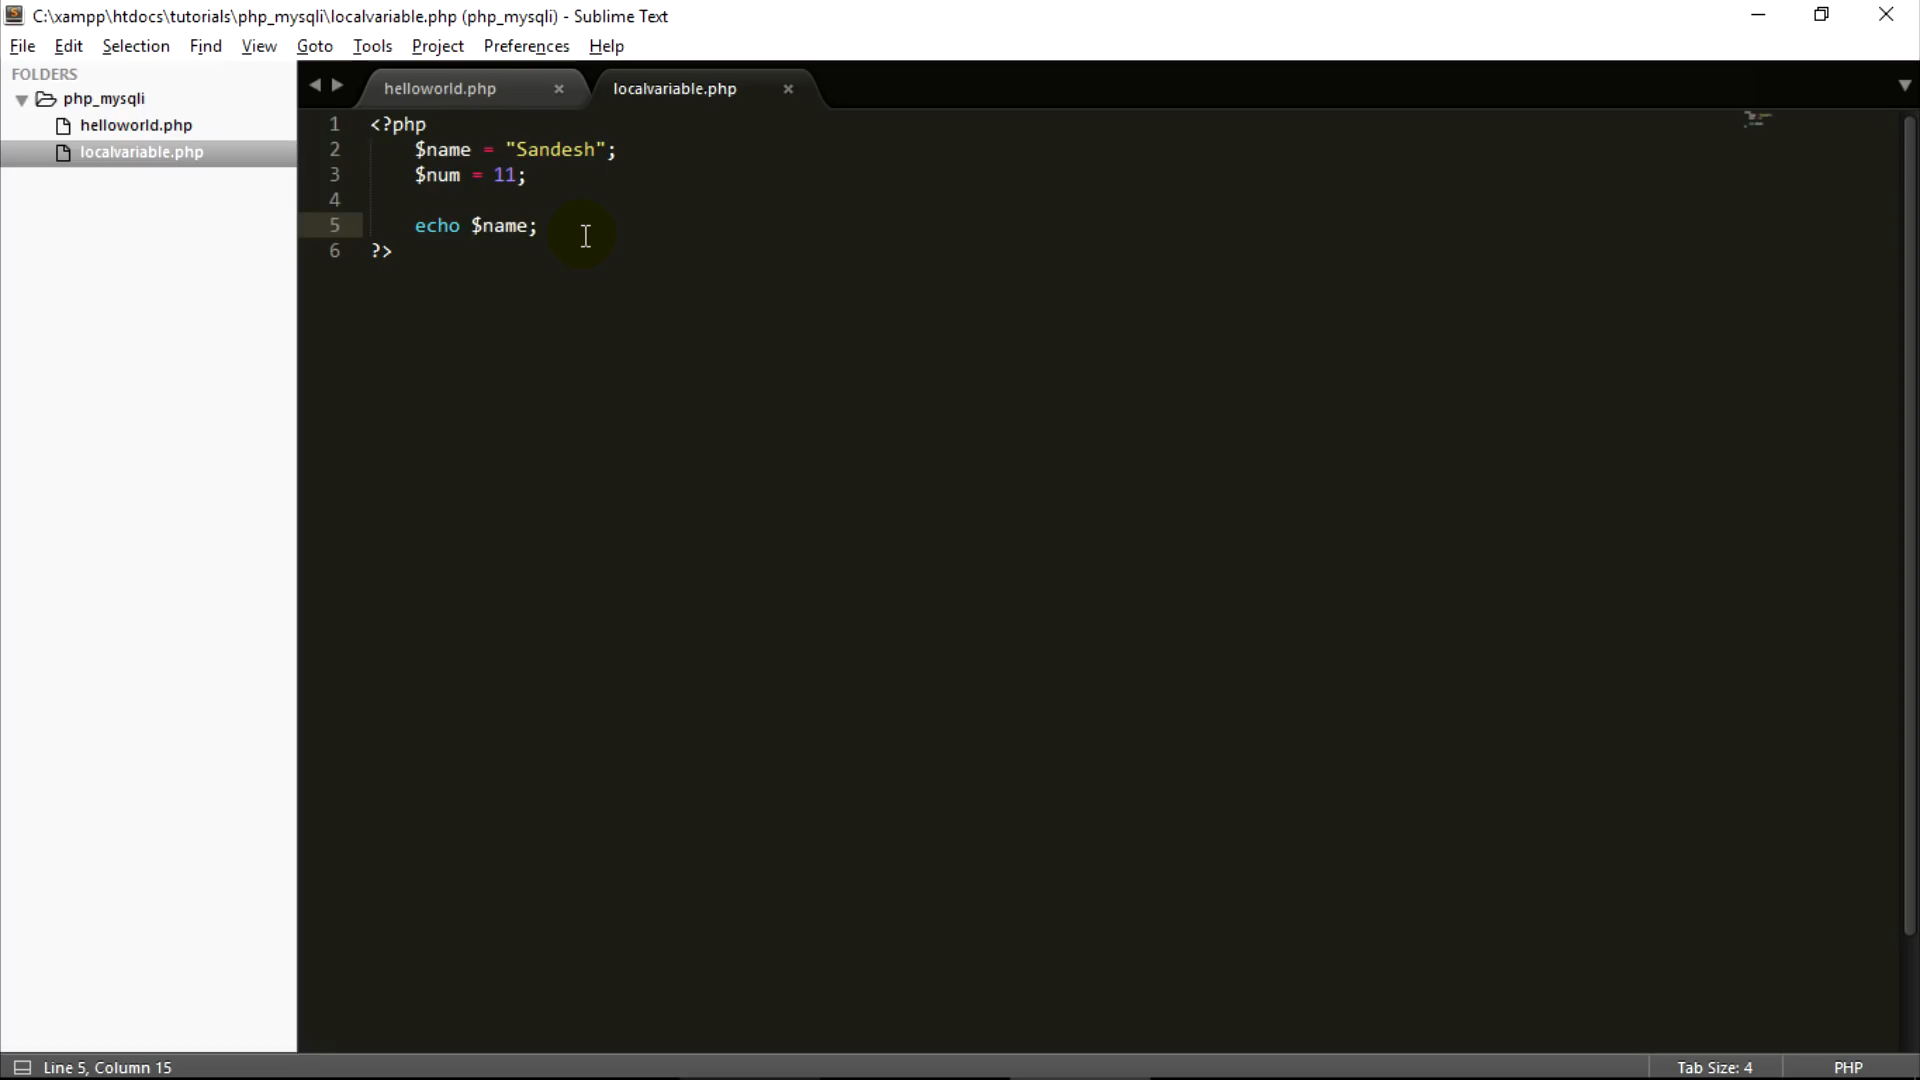 C:\xampp\htdocs\tutorials\php_mysqli\localvariable.php (php_mysqli) - Sublime Text
File Edit Selection Find View Goto Tools Project Preferences Help
FOLDERS
php_mysqli
helloworld.php
localvariable.php
helloworld.php × localvariable.php ×
1 <?php
2 $name = "Sandesh";
3 $num = 11;
4
5 echo $name;
6 ?>
Line 5, Column 15 Tab Size: 4 PHP